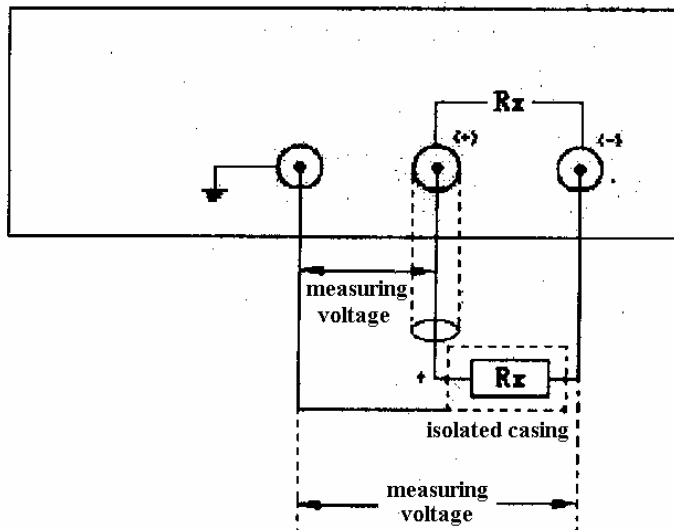 Rx
(+)
(-)
measuring
voltage
+
Rx
isolated casing
measuring
voltage